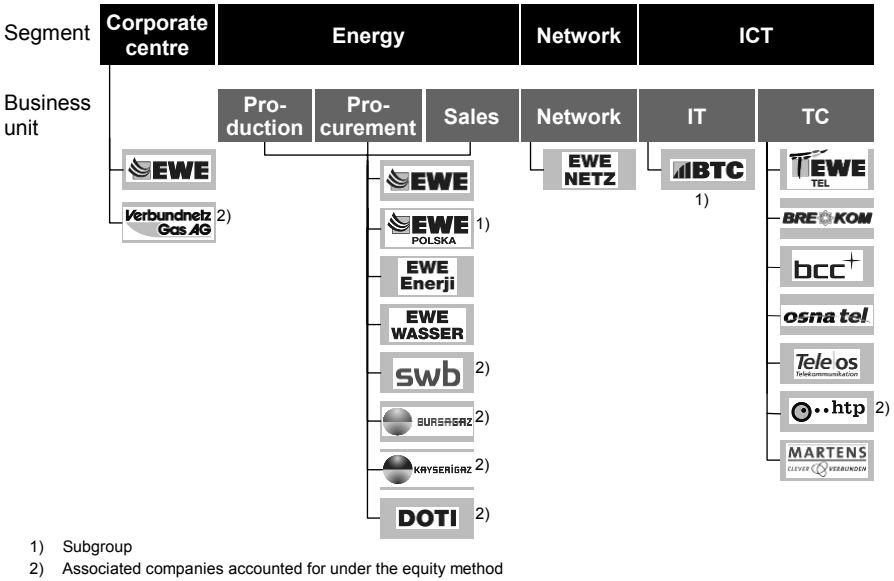 Segment
Corporate
centre
Energy
Network
ICT
Business
unit
Pro-
duction
Pro-
curement
Sales
Network
IT
TC
EWE
Verbundnetz
Gas AG
2)
EWE
EWE
POLSKA
1)
EWE
Enerji
EWE
WASSER
swb
2)
BURSAGAZ
2)
KAYSERİGAZ
2)
DOTI
2)
EWE
NETZ
BTC
1)
EWE
TEL
BREKOM
bcc
osnatel
Teleos
Telekommunikation
htp
2)
MARTENS
CLEVER VERBUNDEN
1) Subgroup
2) Associated companies accounted for under the equity method